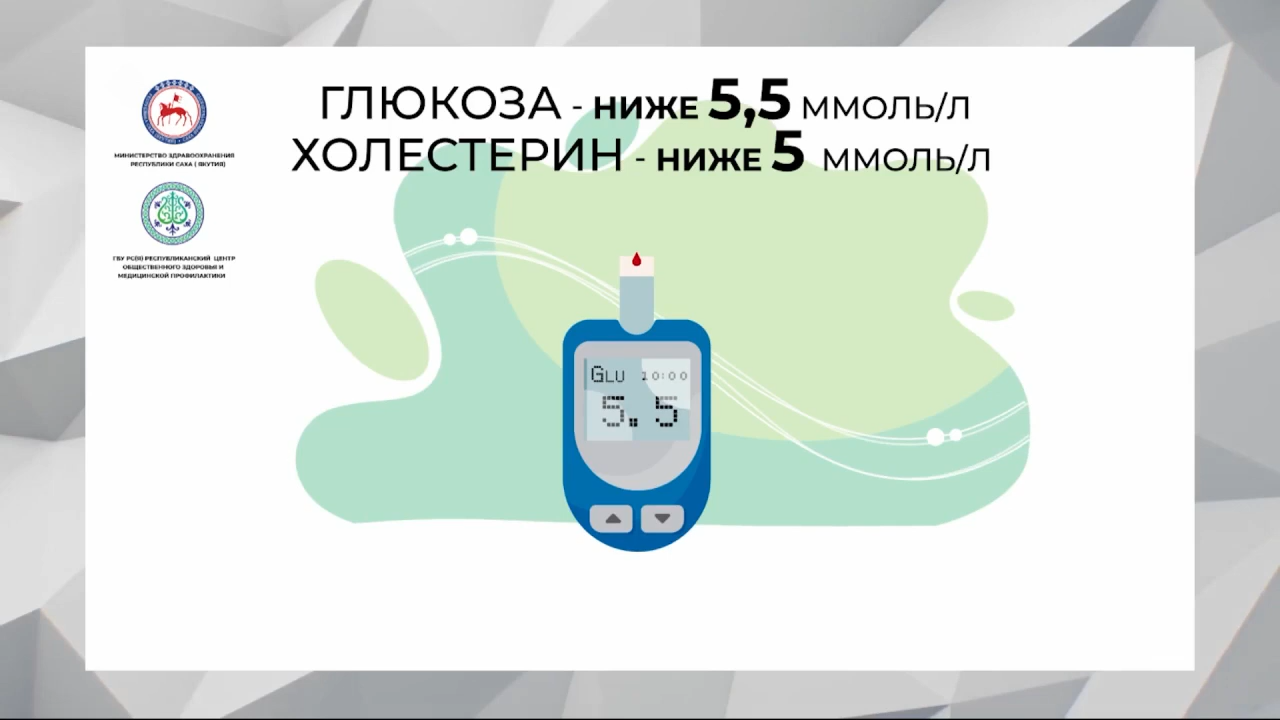 ГЛЮКОЗА - НИЖЕ 5,5 ММОЛЬ/Л
ХОЛЕСТЕРИН - НИЖЕ 5 ММОЛЬ/Л
МИНИСТЕРСТВО ЗДРАВООХРАНЕНИЯ
РЕСПУБЛИКИ САХА ( ЯКУТИЯ)
ГБУ РС(Я) РЕСПУБЛИКАНСКИЙ ЦЕНТР
ОБЩЕСТВЕННОГО ЗДОРОВЬЯ И
МЕДИЦИНСКОЙ ПРОФИЛАКТИКИ
GLU 10:00
5.5